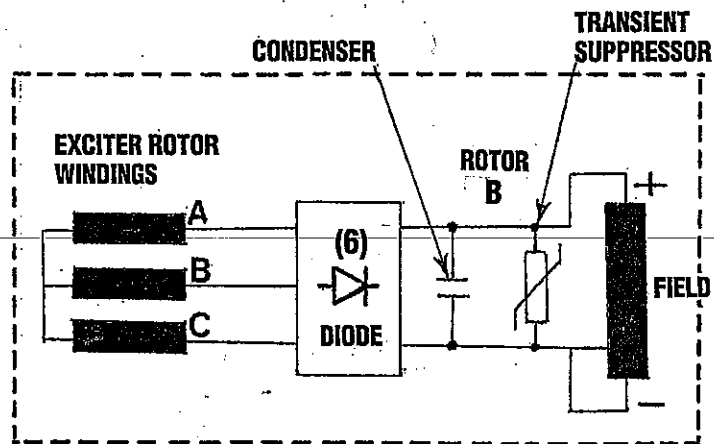 TRANSIENT
SUPPRESSOR
CONDENSER
EXCITER ROTOR
WINDINGS
ROTOR
B
A
B
C
(6)
DIODE
+
FIELD
−